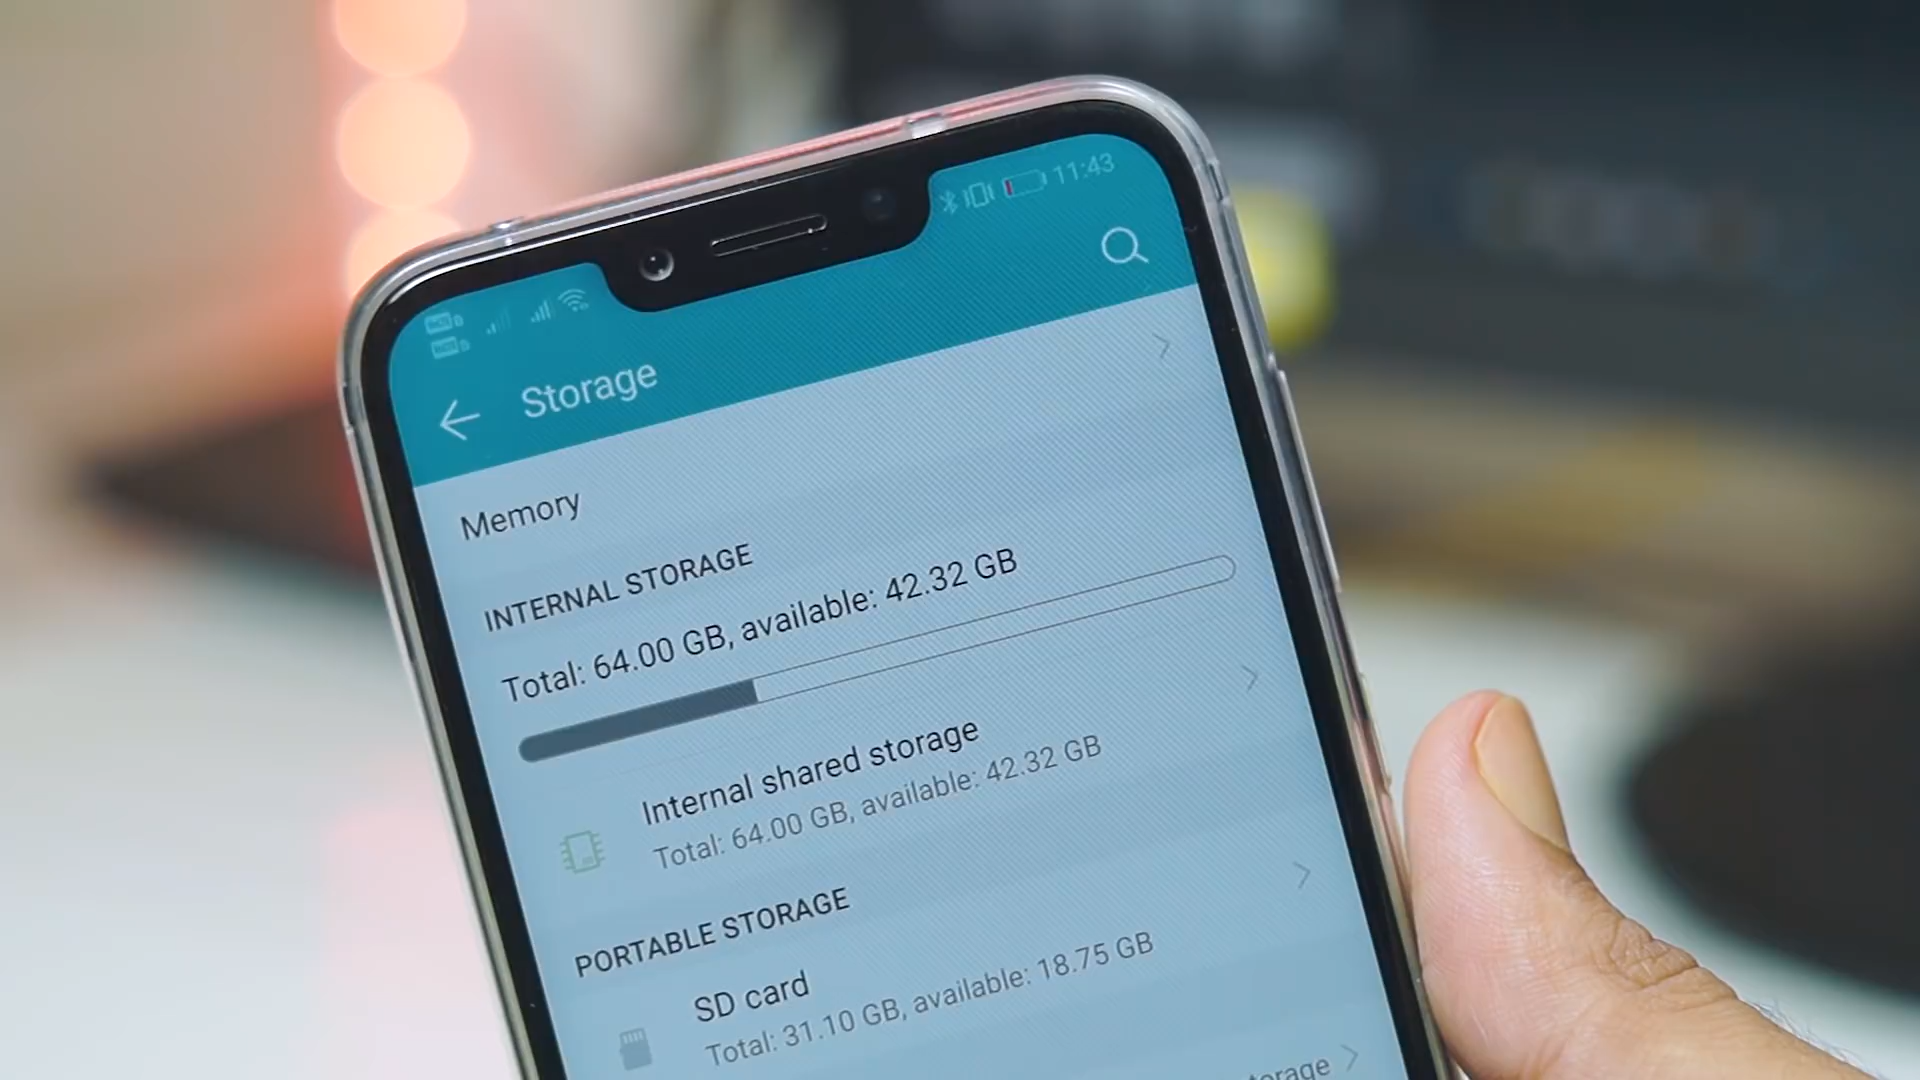 11:43
Storage
Memory
INTERNAL STORAGE
Total: 64.00 GB, available: 42.32 GB
Internal shared storage
Total: 64.00 GB, available: 42.32 GB
PORTABLE STORAGE
SD card
Total: 31.10 GB, available: 18.75 GB